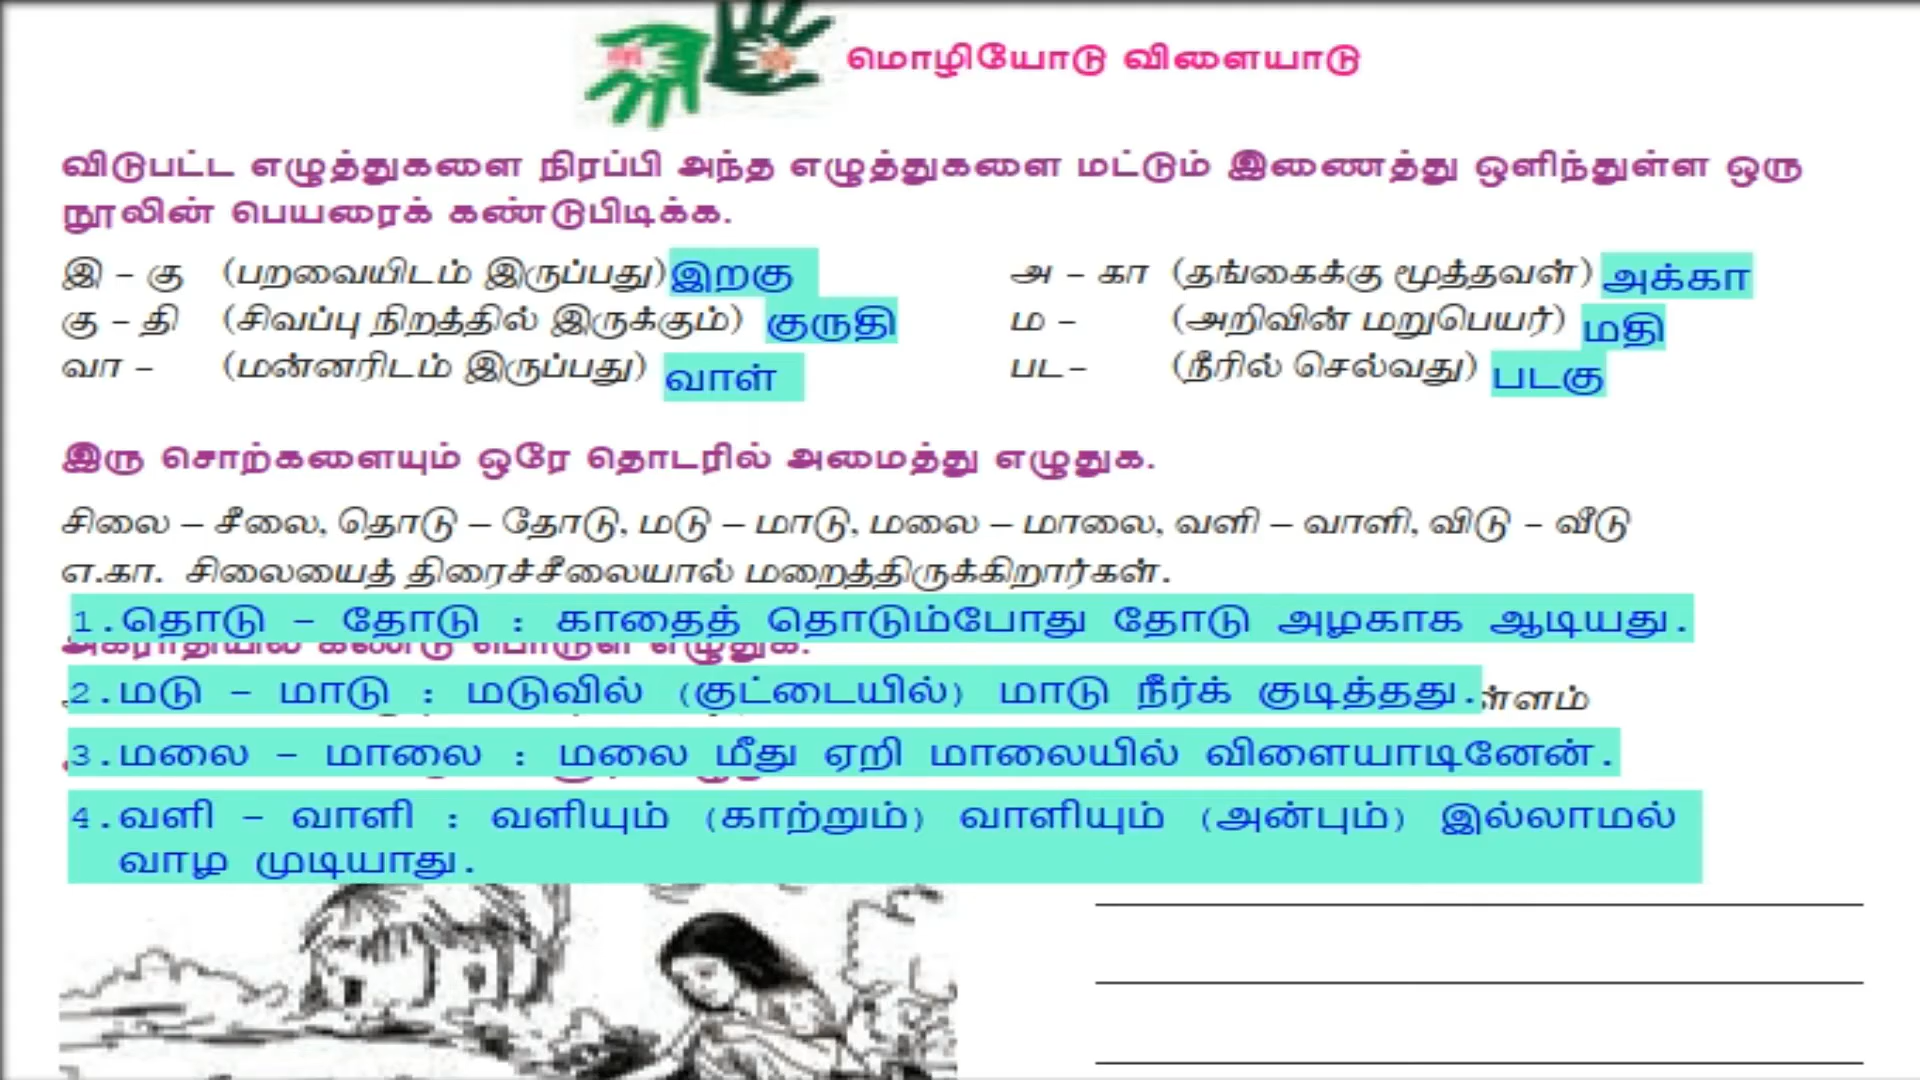 மொழியோடு விளையாடு
விடுபட்ட எழுத்துகளை நிரப்பி அந்த எழுத்துகளை மட்டும் இணைத்து ஒளிந்துள்ள ஒரு
நூலின் பெயரைக் கண்டுபிடிக்க.
இ – கு (பறவையிடம் இருப்பது) இறகு அ – கா (தங்கைக்கு மூத்தவள்) அக்கா
கு – தி (சிவப்பு நிறத்தில் இருக்கும்) குருதி ம – (அறிவின் மறுபெயர்) மதி
வா – (மன்னரிடம் இருப்பது) வாள் பட– (நீரில் செல்வது) படகு
இரு சொற்களையும் ஒரே தொடரில் அமைத்து எழுதுக.
சிலை – சீலை, தொடு – தோடு, மடு – மாடு, மலை – மாலை, வளி – வாளி, விடு – வீடு
எ.கா. சிலையைத் திரைச்சீலையால் மறைத்திருக்கிறார்கள்.
1.தொடு – தோடு : காதைத் தொடும்போது தோடு அழகாக ஆடியது.
அகராதியில் கண்டு பொருள் எழுதுக.
2.மடு – மாடு : மடுவில் (குட்டையில்) மாடு நீர்க் குடித்தது.
3.மலை – மாலை : மலை மீது ஏறி மாலையில் விளையாடினேன்.
4.வளி – வாளி : வளியும் (காற்றும்) வாளியும் (அன்பும்) இல்லாமல்
வாழ முடியாது.